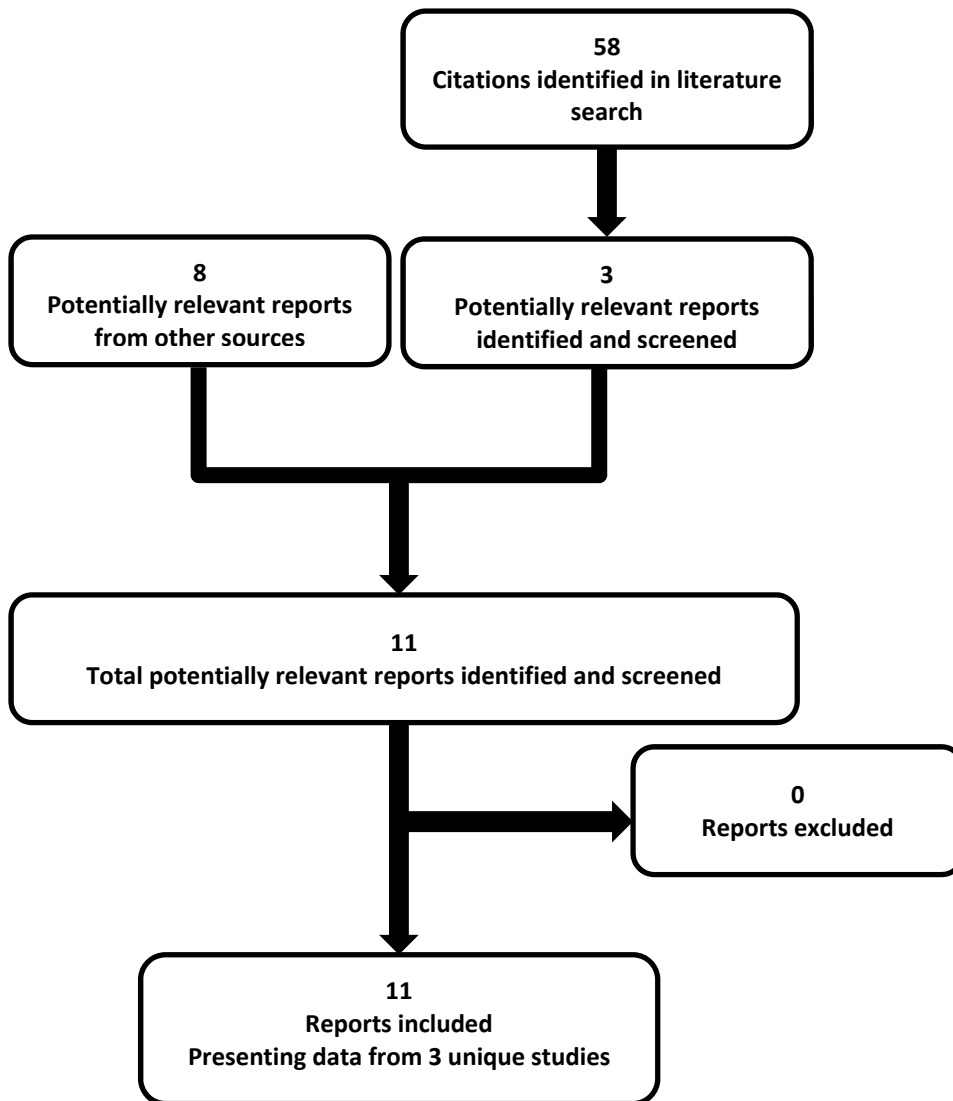 58
Citations identified in literature
search
8
Potentially relevant reports
from other sources
3
Potentially relevant reports
identified and screened
11
Total potentially relevant reports identified and screened
0
Reports excluded
11
Reports included
Presenting data from 3 unique studies